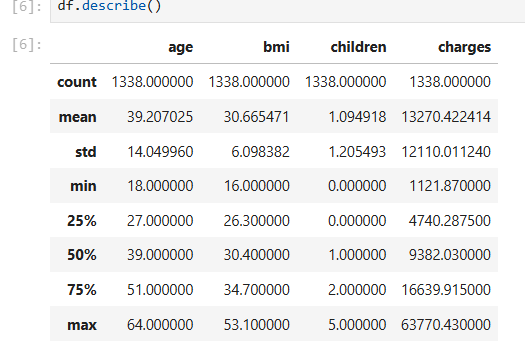 [6]: df.describe()
[6]:
age bmi children charges
count 1338.000000 1338.000000 1338.000000 1338.000000
mean 39.207025 30.665471 1.094918 13270.422414
std 14.049960 6.098382 1.205493 12110.011240
min 18.000000 16.000000 0.000000 1121.870000
25% 27.000000 26.300000 0.000000 4740.287500
50% 39.000000 30.400000 1.000000 9382.030000
75% 51.000000 34.700000 2.000000 16639.915000
max 64.000000 53.100000 5.000000 63770.430000